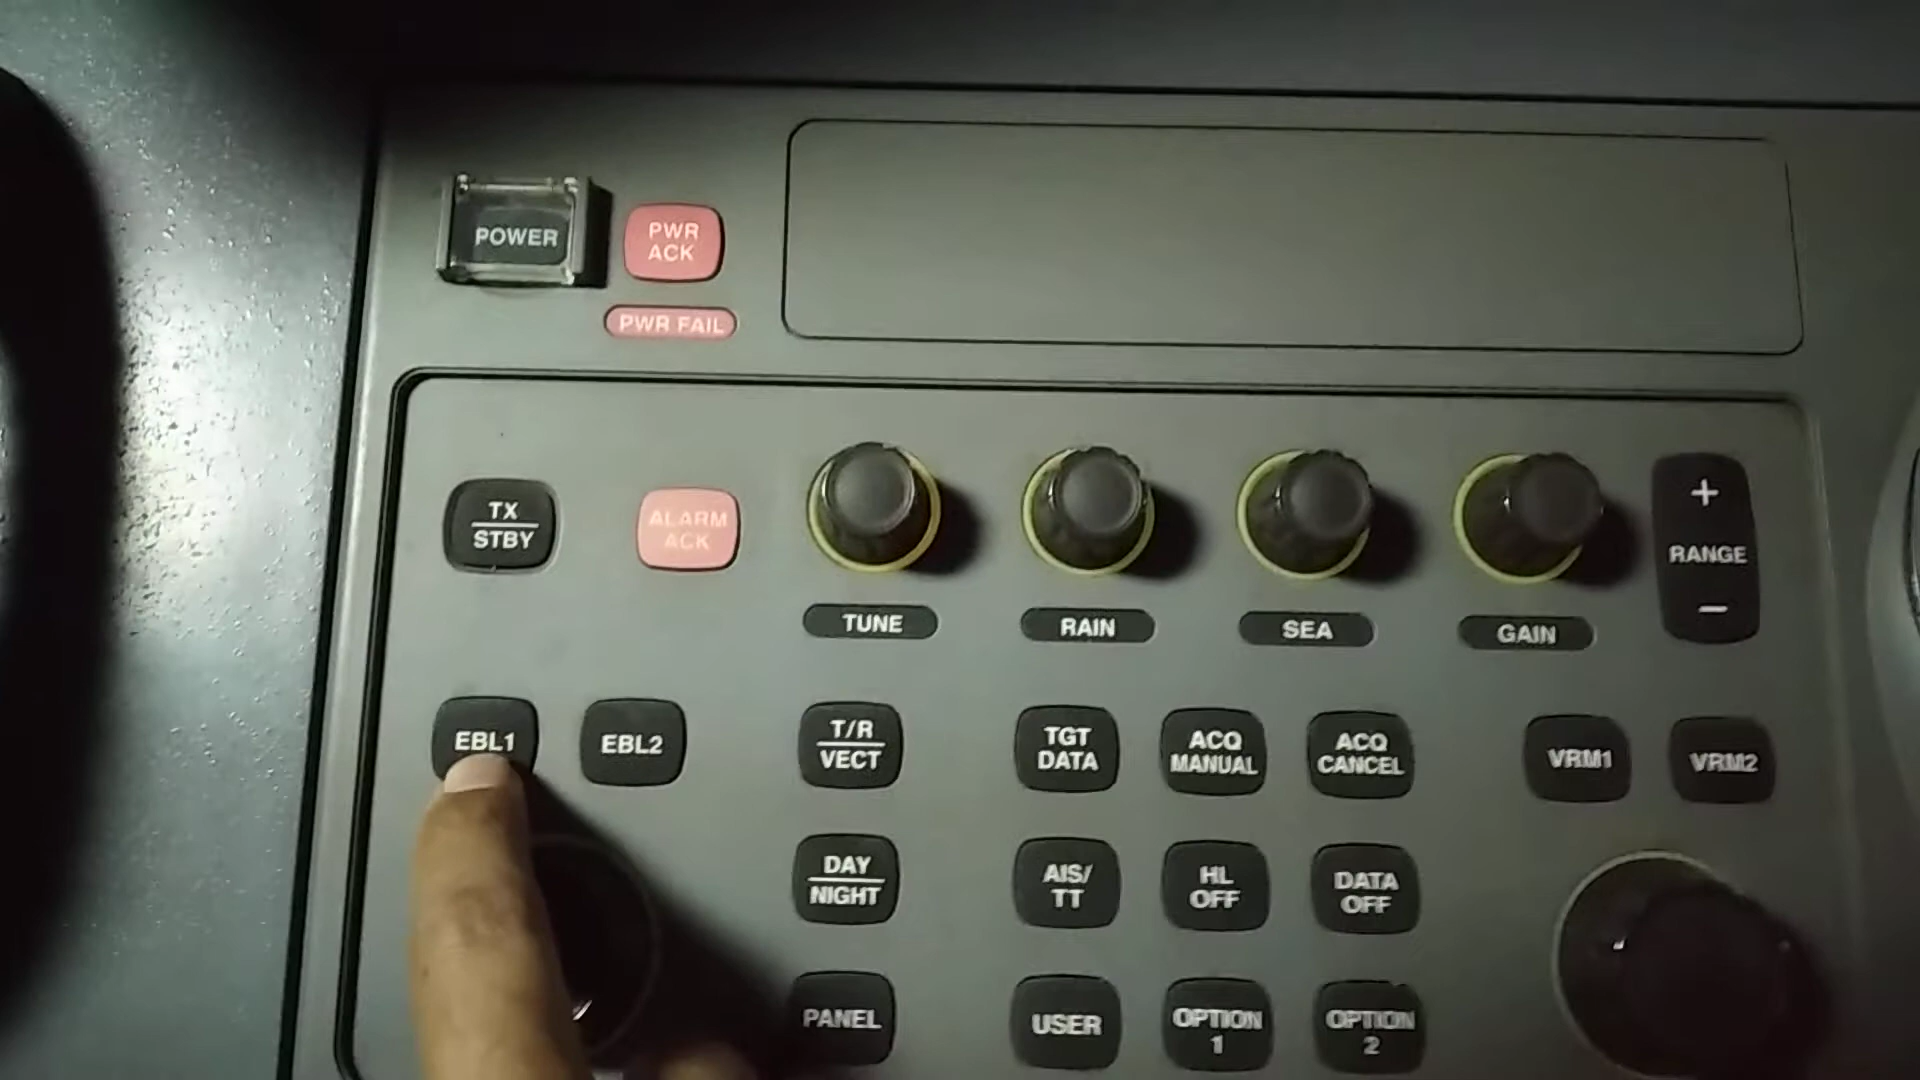 POWER
PWR
ACK
PWR FAIL
TX
STBY
ALARM
ACK
TUNE
RAIN
SEA
GAIN
+
RANGE
−
EBL1
EBL2
T/R
VECT
TGT
DATA
ACQ
MANUAL
ACQ
CANCEL
VRM1
VRM2
DAY
NIGHT
AIS/
TT
HL
OFF
DATA
OFF
PANEL
USER
OPTION
1
OPTION
2